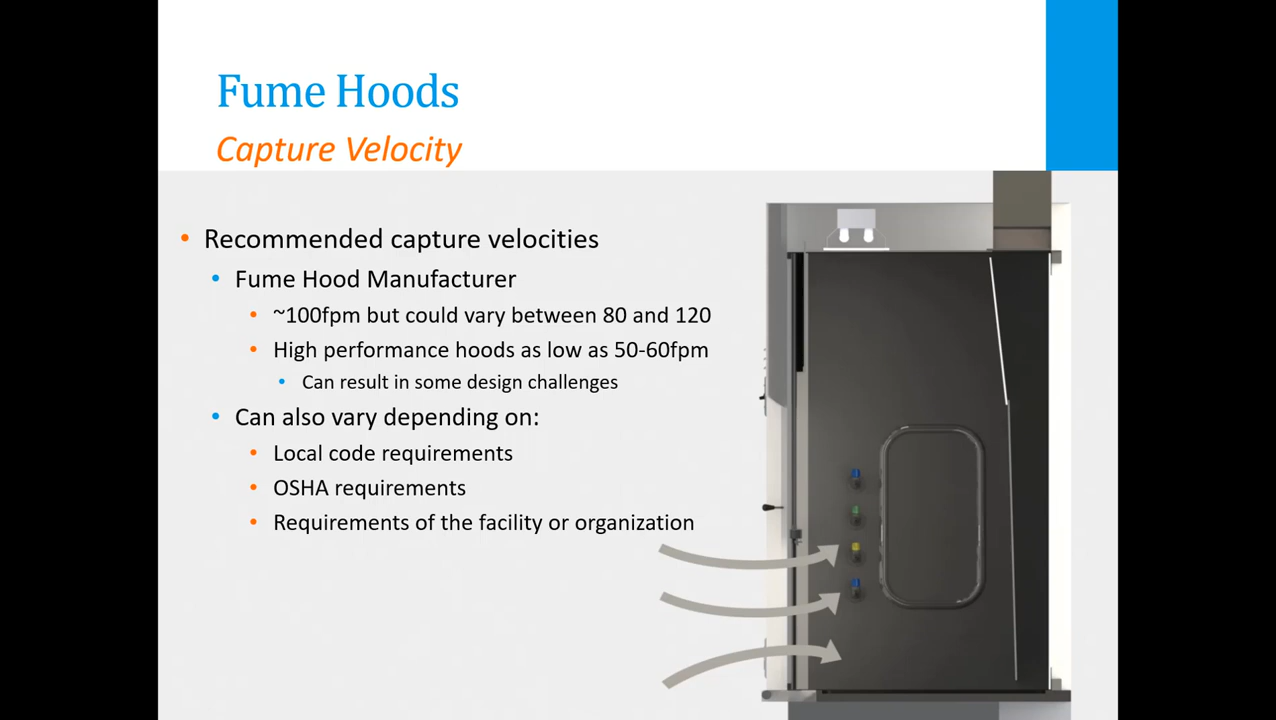 Fume Hoods
Capture Velocity
• Recommended capture velocities
• Fume Hood Manufacturer
• ~100fpm but could vary between 80 and 120
• High performance hoods as low as 50-60fpm
• Can result in some design challenges
• Can also vary depending on:
• Local code requirements
• OSHA requirements
• Requirements of the facility or organization